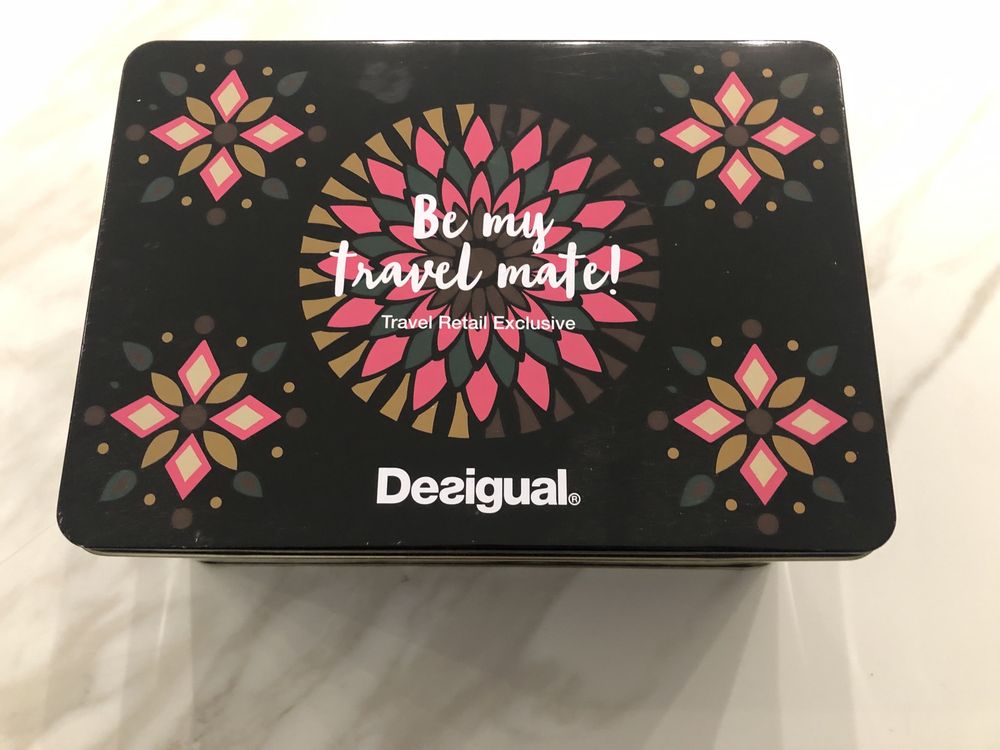 Be my
travel mate!
Travel Retail Exclusive
Desigual®